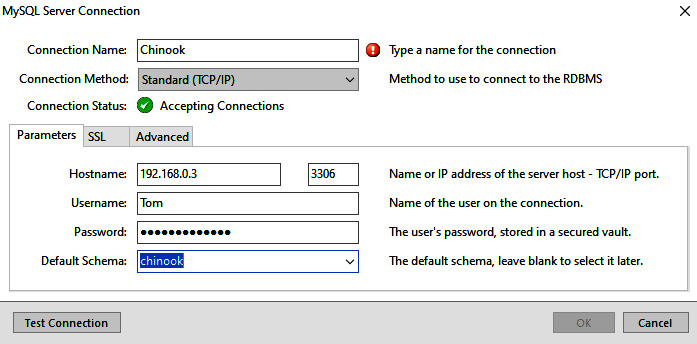 MySQL Server Connection
Connection Name: Chinook Type a name for the connection
Connection Method: Standard (TCP/IP) Method to use to connect to the RDBMS
Connection Status: Accepting Connections
Parameters SSL Advanced
Hostname: 192.168.0.3 3306 Name or IP address of the server host - TCP/IP port.
Username: Tom Name of the user on the connection.
Password: ●●●●●●●●●●●●● The user's password, stored in a secured vault.
Default Schema: chinook The default schema, leave blank to select it later.
Test Connection OK Cancel